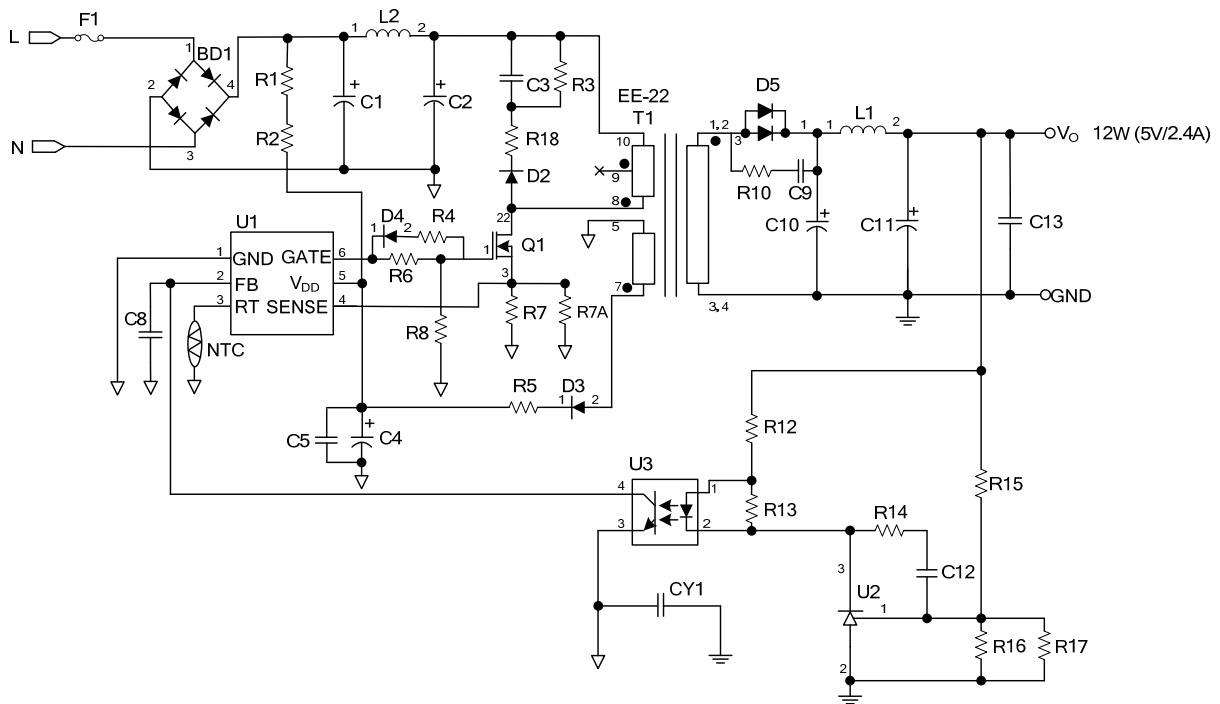 F1
L
L2
1
2
1
BD1
2
4
R1
C1
+
C2
+
C3
R3
EE-22
T1
D5
L1
1, 2
3
1
1
2
VO 12W (5V/2.4A)
N
3
R2
R18
10
9
8
D2
R10
C9
C10
+
C11
+
C13
U1
D4
R4
1
2
22
Q1
1
3
5
7
1
GND
GATE
6
R6
2
FB
VDD
5
3
RT
SENSE
4
C8
NTC
R8
R7
R7A
3, 4
GND
R5
D3
1
2
C5
C4
+
R12
U3
4
1
R13
3
2
R15
R14
3
C12
CY1
U2
1
2
R16
R17